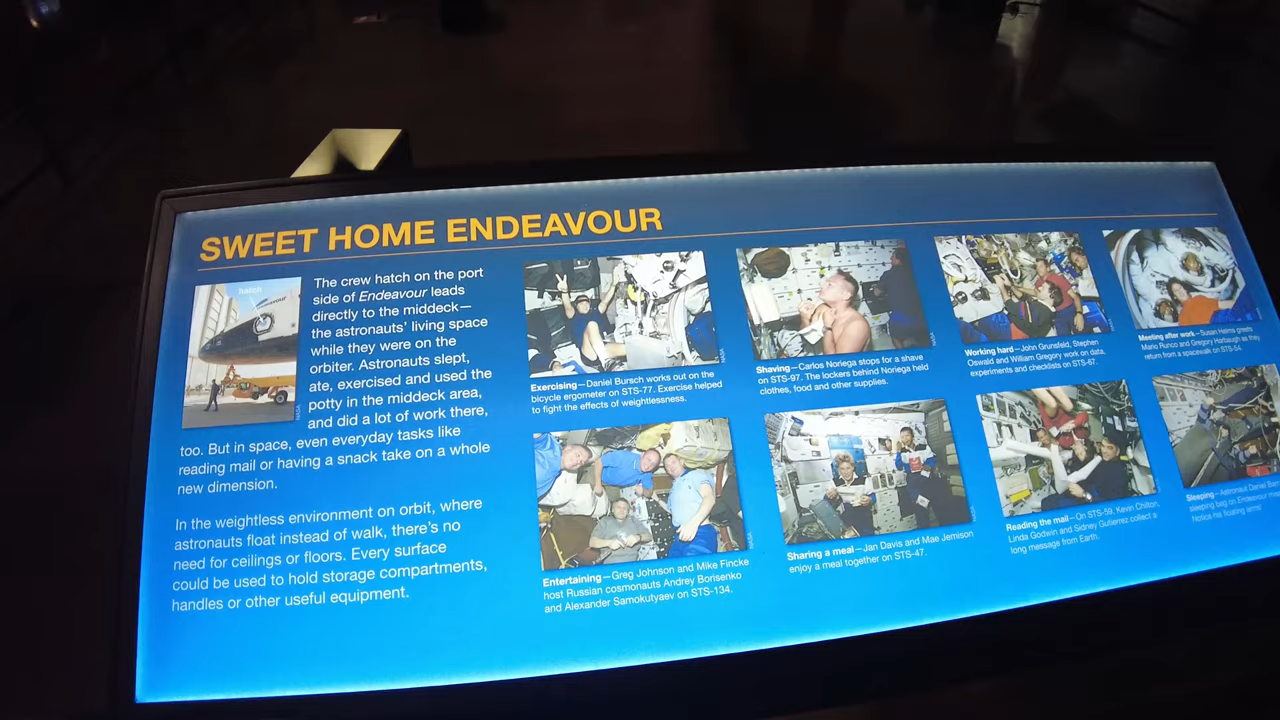 SWEET HOME ENDEAVOUR
hatch
The crew hatch on the port
side of Endeavour leads
directly to the middeck—
the astronauts' living space
while they were on the
orbiter. Astronauts slept,
ate, exercised and used the
potty in the middeck area,
and did a lot of work there,
too. But in space, even everyday tasks like
reading mail or having a snack take on a whole
new dimension.
In the weightless environment on orbit, where
astronauts float instead of walk, there's no
need for ceilings or floors. Every surface
could be used to hold storage compartments,
handles or other useful equipment.
NASA
Exercising—Daniel Bursch works out on the
bicycle ergometer on STS-77. Exercise helped
to fight the effects of weightlessness.
Shaving—Carlos Noriega stops for a shave
on STS-97. The lockers behind Noriega held
clothes, food and other supplies.
Working hard—John Grunsfeld, Stephen
Oswald and William Gregory work on data,
experiments and checklists on STS-67.
Meeting after work—Susan Helms greets
Mario Runco and Gregory Harbaugh as they
return from a spacewalk on STS-54.
Entertaining—Greg Johnson and Mike Fincke
host Russian cosmonauts Andrey Borisenko
and Alexander Samokutyaev on STS-134.
Sharing a meal—Jan Davis and Mae Jemison
enjoy a meal together on STS-47.
Reading the mail—On STS-59, Kevin Chilton,
Linda Godwin and Sidney Gutierrez collect a
long message from Earth.
Sleeping—Astronaut Daniel
sleeping bag on Endeavour
Notice his floating arms!